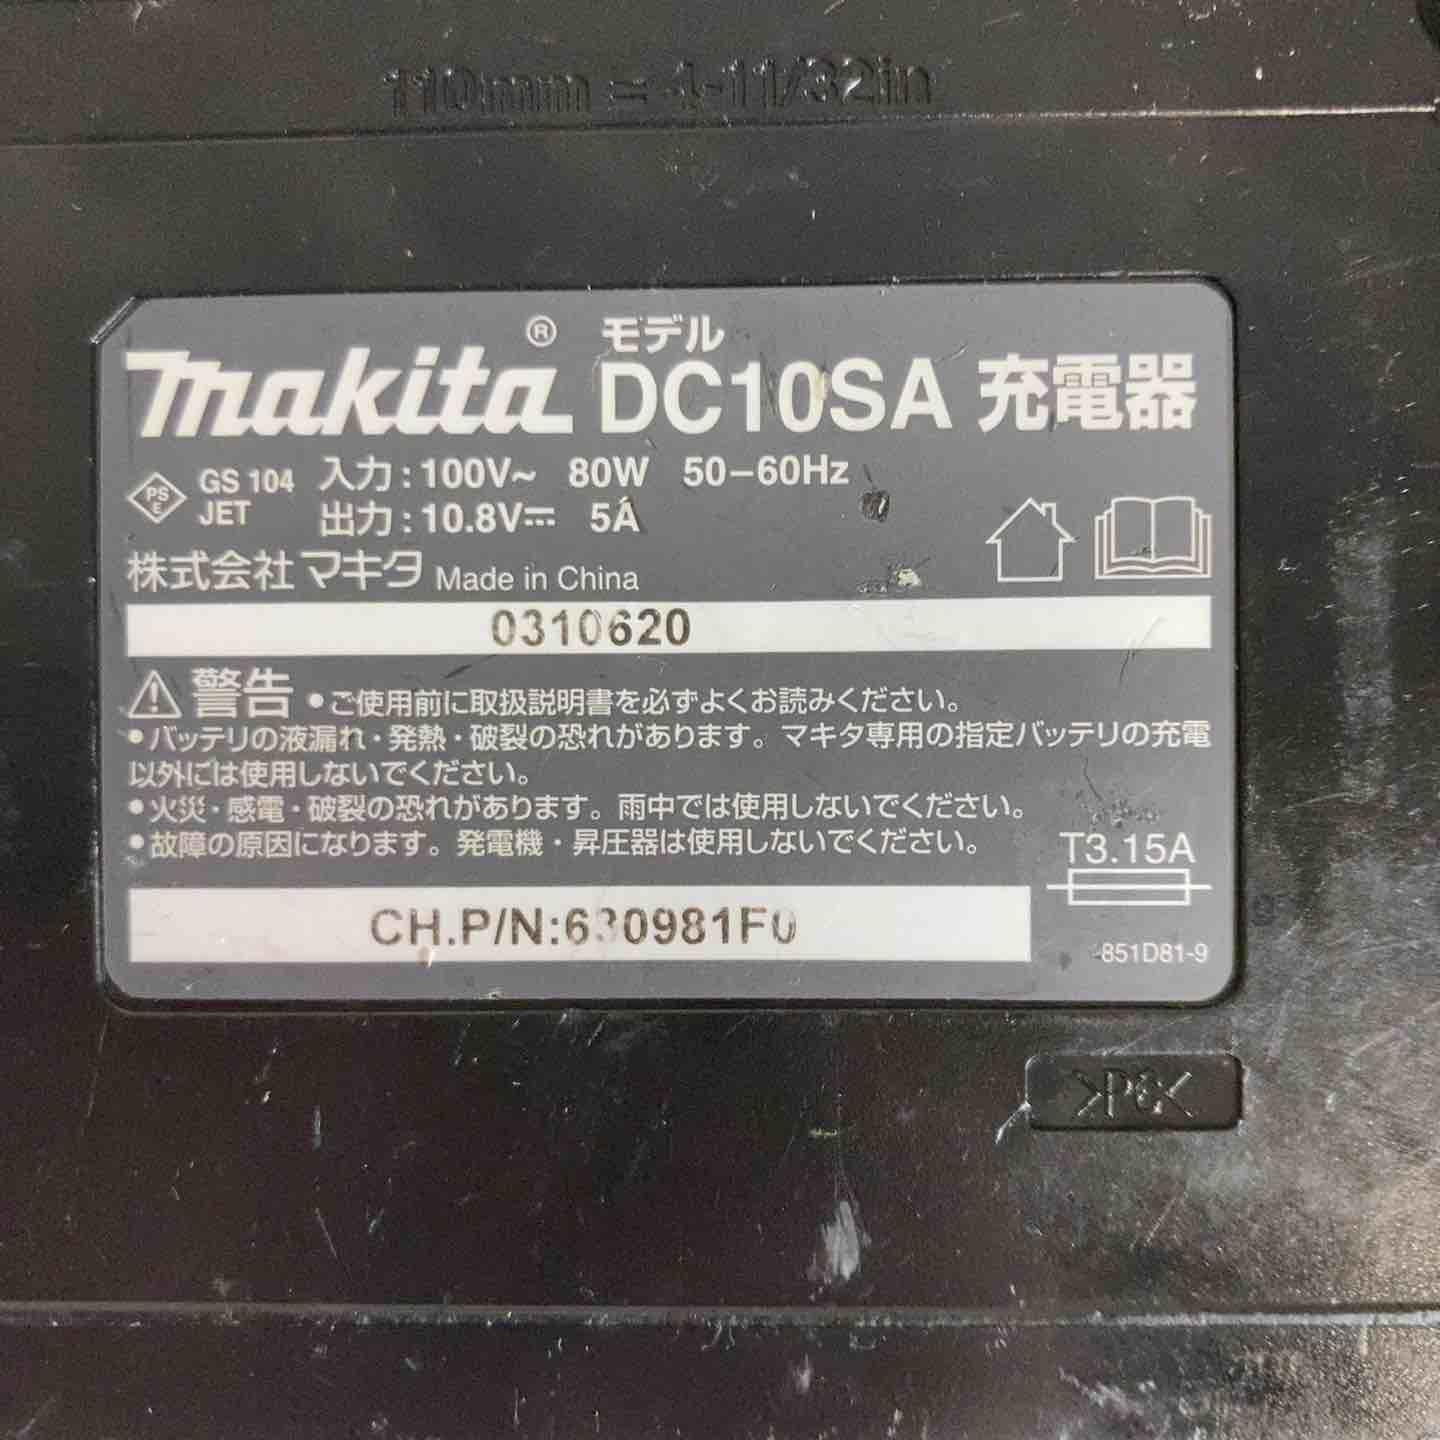 110mm = 4-11/32in
makita® モデル DC10SA 充電器
PS E GS 104 JET 入力:100V~ 80W 50-60Hz
出力:10.8V⎓ 5A
株式会社マキタ Made in China
0310620
⚠警告 •ご使用前に取扱説明書を必ずよくお読みください。
•バッテリの液漏れ・発熱・破裂の恐れがあります。マキタ専用の指定バッテリの充電
以外には使用しないでください。
•火災・感電・破裂の恐れがあります。雨中では使用しないでください。
•故障の原因になります。発電機・昇圧器は使用しないでください。
T3.15A
CH.P/N:630981F0
851D81-9
>PC<